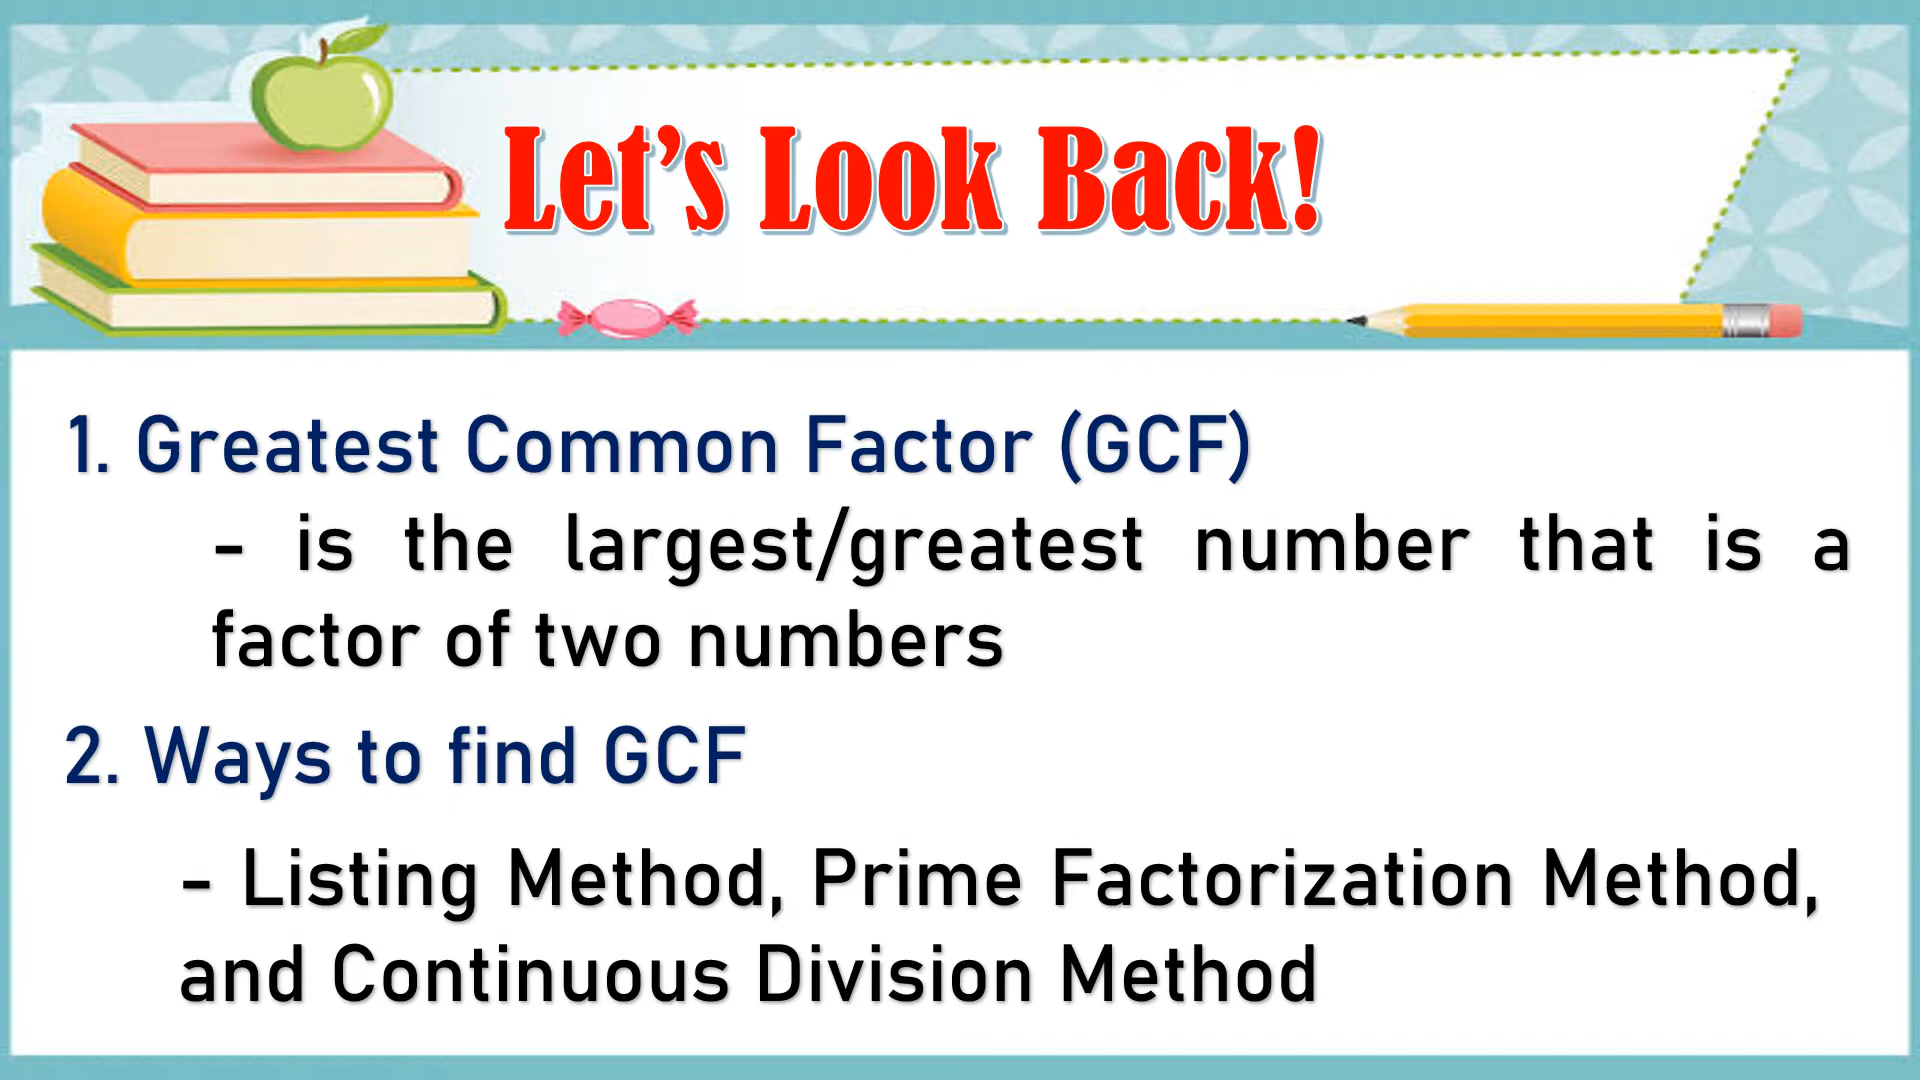 Let's Look Back!
1. Greatest Common Factor (GCF)
- is the largest/greatest number that is a
factor of two numbers
2. Ways to find GCF
- Listing Method, Prime Factorization Method,
and Continuous Division Method